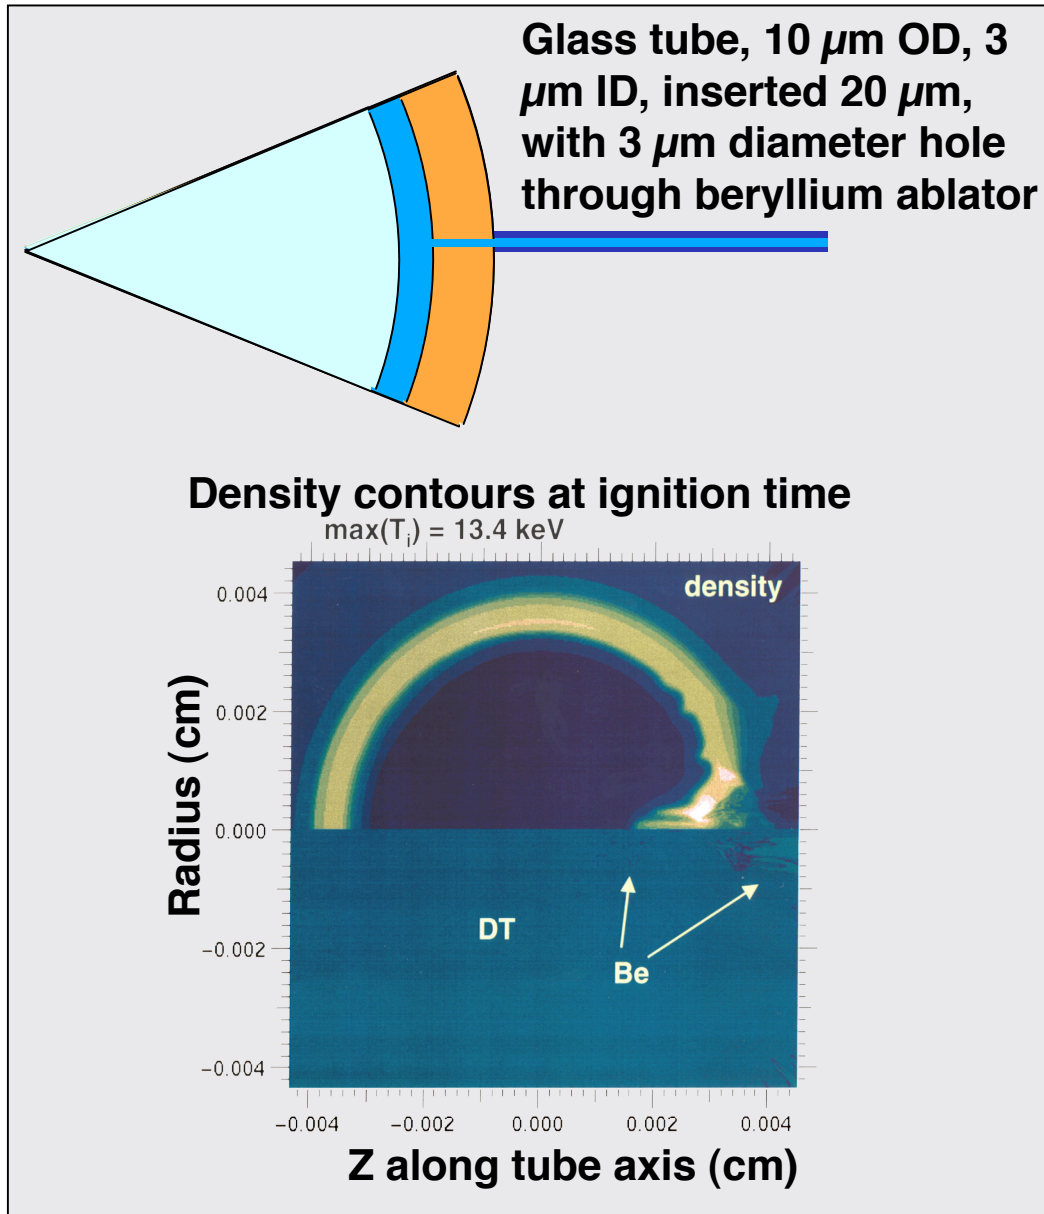 Glass tube, 10 µm OD, 3
µm ID, inserted 20 µm,
with 3 µm diameter hole
through beryllium ablator
Density contours at ignition time
max(Ti) = 13.4 keV
density
0.004
0.002
0.000
−0.002
−0.004
Radius (cm)
DT
Be
−0.004 −0.002 0.000 0.002 0.004
Z along tube axis (cm)